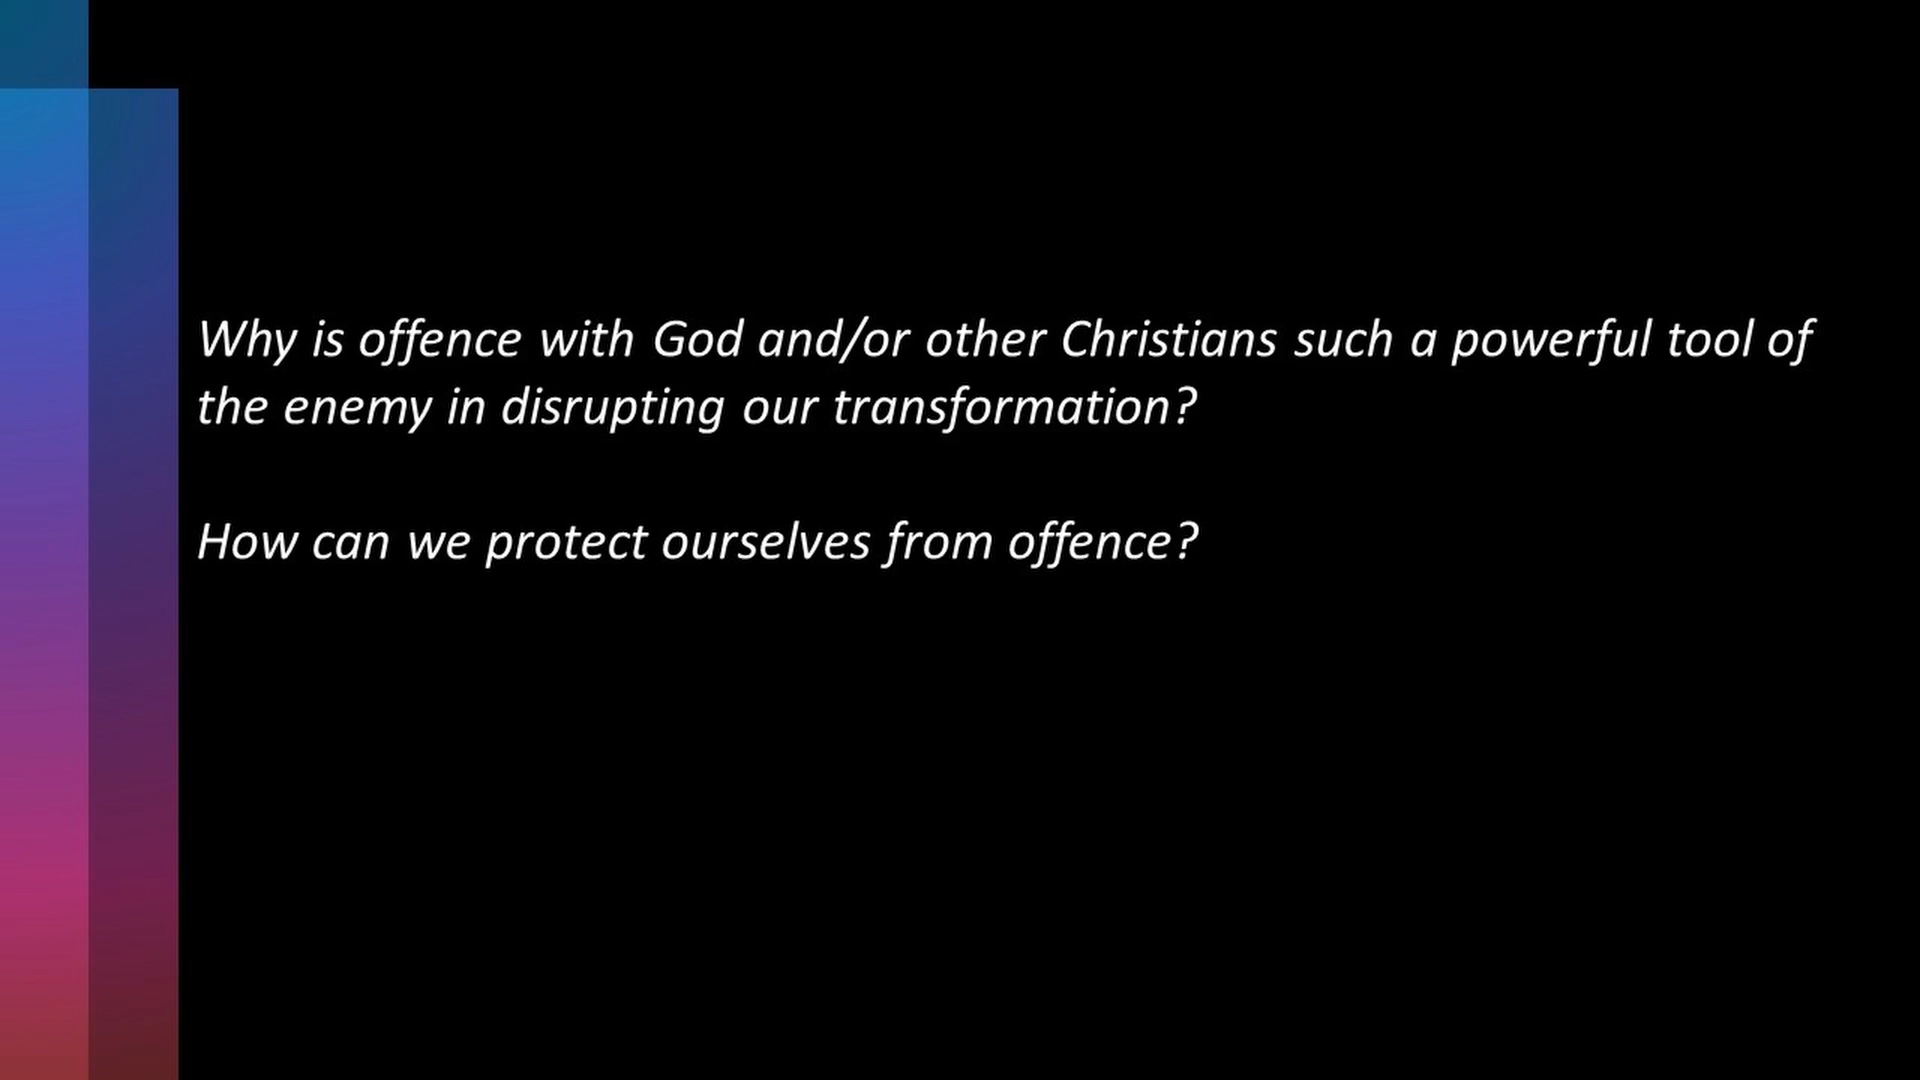 Why is offence with God and/or other Christians such a powerful tool of
the enemy in disrupting our transformation?
How can we protect ourselves from offence?